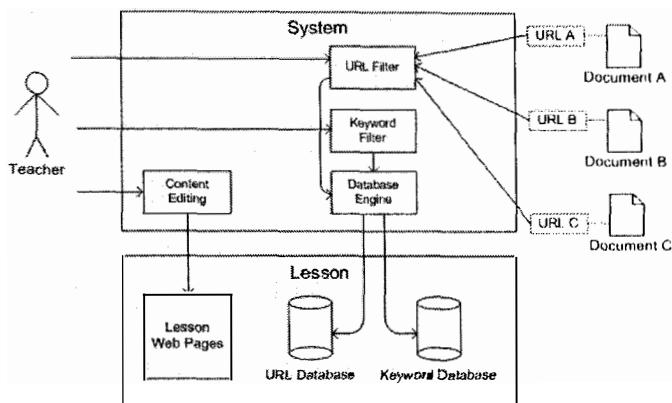 System
URL A
URL Filter
Document A
Keyword
Filter
URL B
Teacher
Document B
Content
Editing
Database
Engine
URL C
Document C
Lesson
Lesson
Web Pages
URL Database
Keyword Database